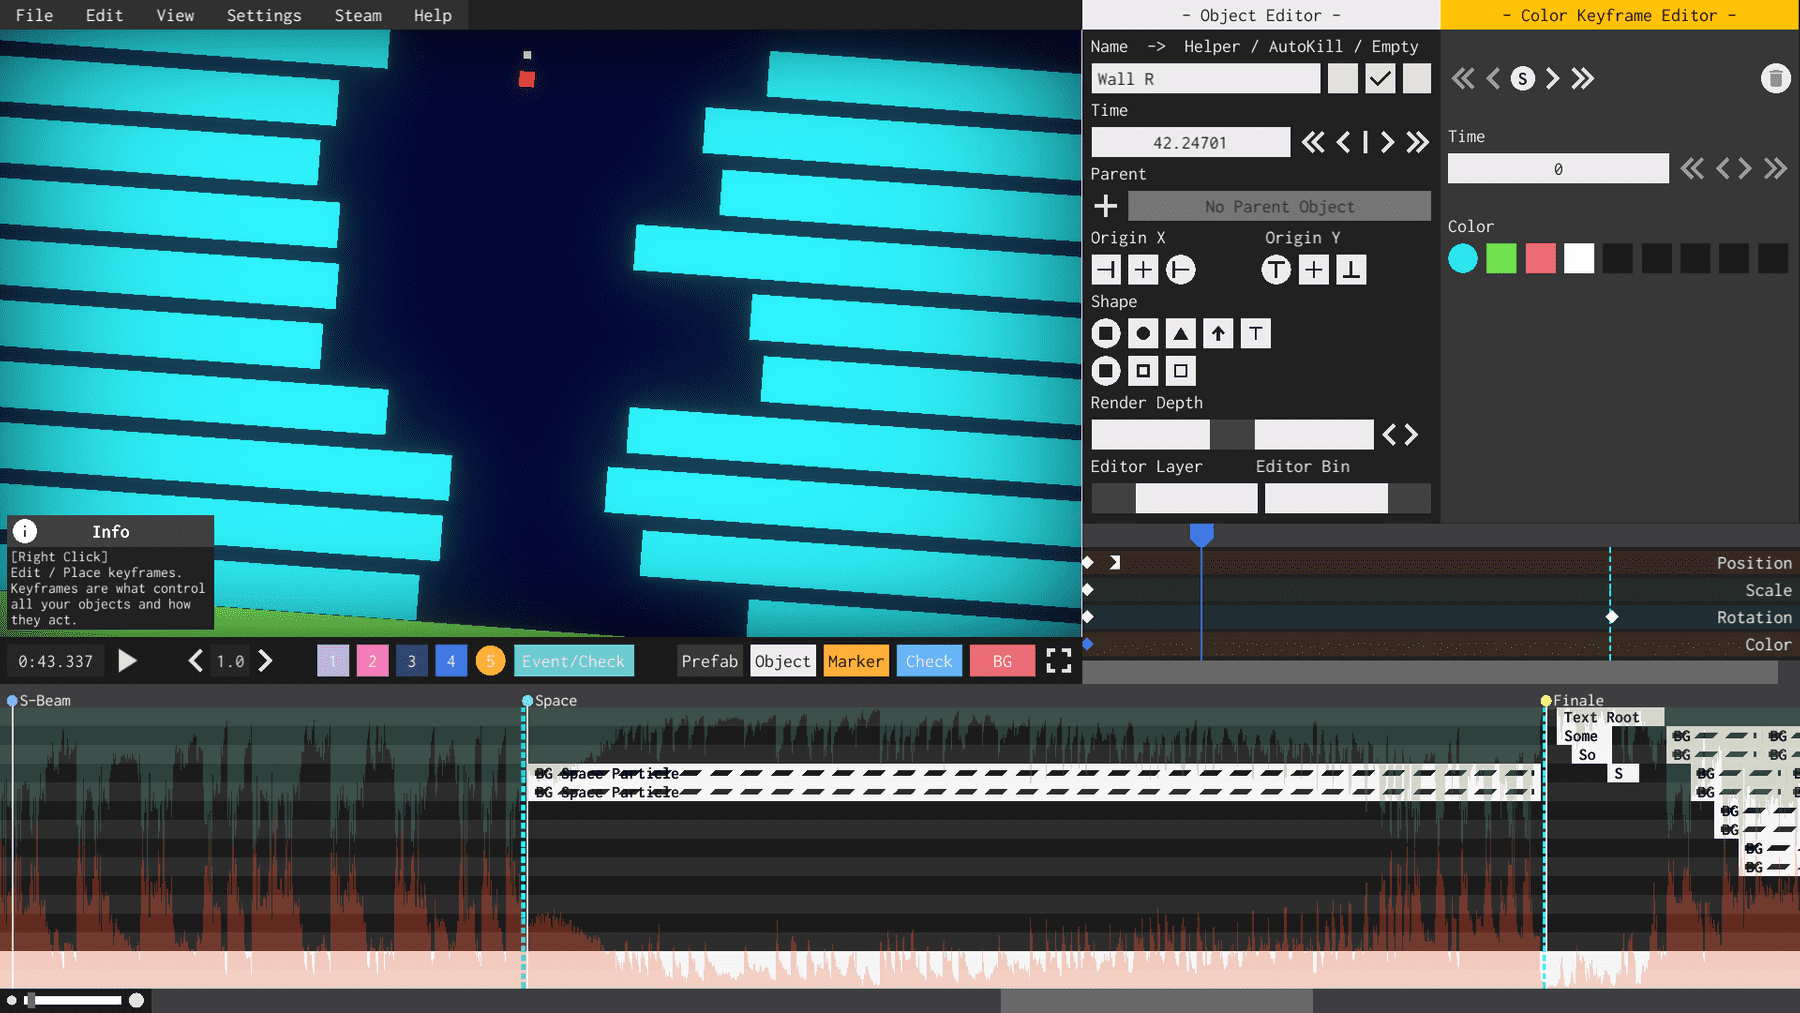 File Edit View Settings Steam Help
- Object Editor -
- Color Keyframe Editor -
Name -> Helper / AutoKill / Empty
Wall R
S
Time
42.24701
Time
0
Parent
No Parent Object
Color
Origin X Origin Y
Shape
T
Render Depth
Editor Layer Editor Bin
i Info
[Right Click]
Edit / Place keyframes.
Keyframes are what control
all your objects and how
they act.
Position
Scale
Rotation
Color
0:43.337 1.0 1 2 3 4 5 Event/Check Prefab Object Marker Check BG
S-Beam Space Finale
Text Root
Some
So
S
BG Space Particle
BG Space Particle
BG BG
BG BG
BG B
BG B
BG
BG
BG
BG